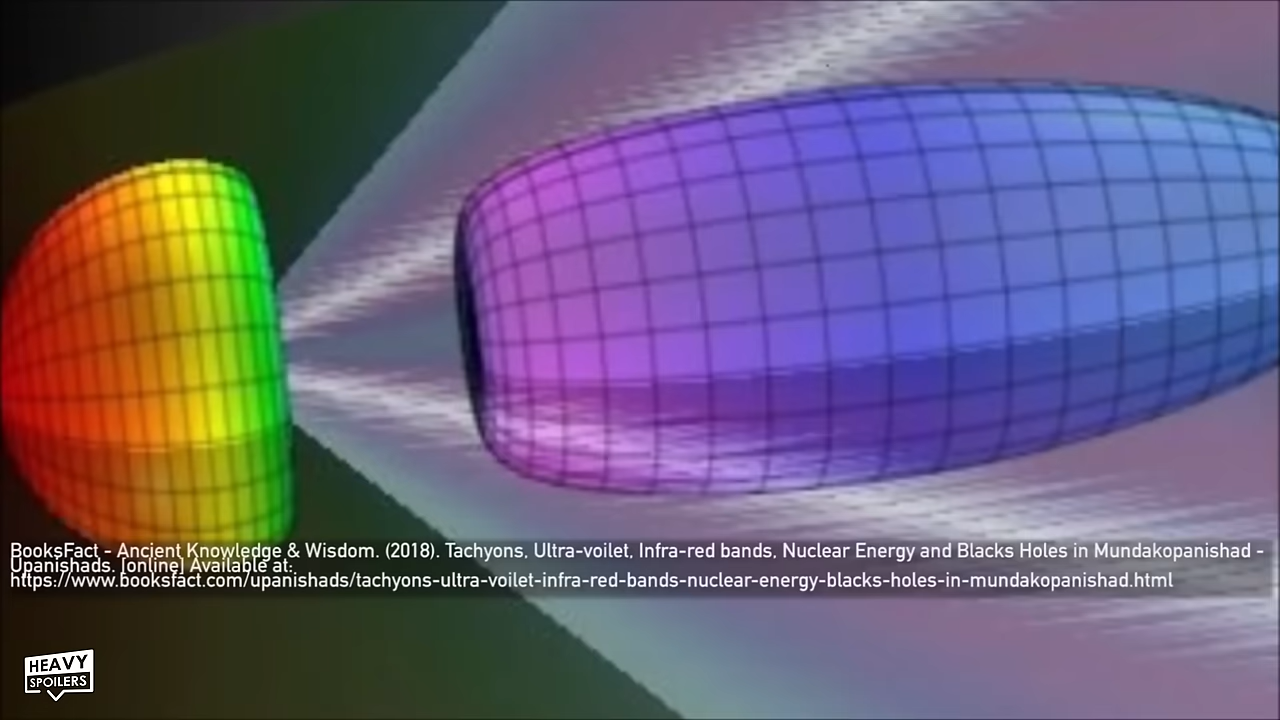 BooksFact - Ancient Knowledge & Wisdom. (2018). Tachyons, Ultra-voilet, Infra-red bands, Nuclear Energy and Blacks Holes in Mundakopanishad -
Upanishads. [online] Available at:
https://www.booksfact.com/upanishads/tachyons-ultra-voilet-infra-red-bands-nuclear-energy-blacks-holes-in-mundakopanishad.html
HEAVY
SPOILERS